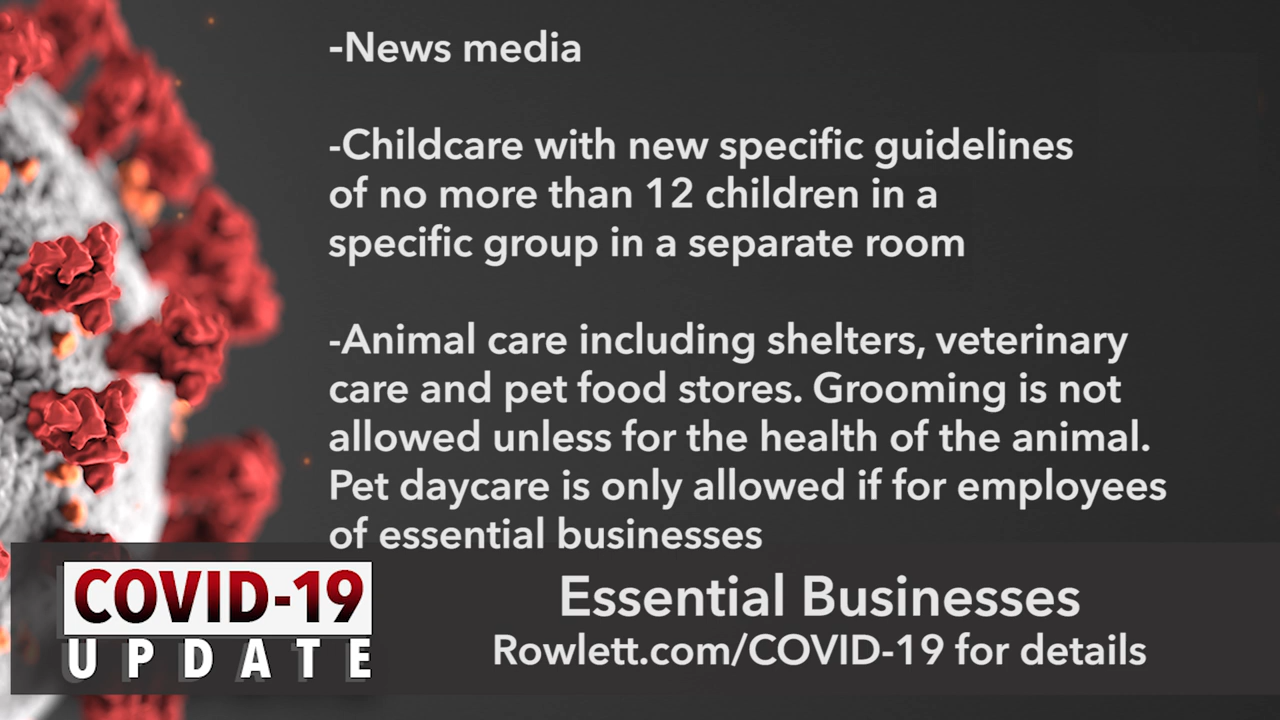 -News media
-Childcare with new specific guidelines
of no more than 12 children in a
specific group in a separate room
-Animal care including shelters, veterinary
care and pet food stores. Grooming is not
allowed unless for the health of the animal.
Pet daycare is only allowed if for employees
of essential businesses
COVID-19
UPDATE
Essential Businesses
Rowlett.com/COVID-19 for details